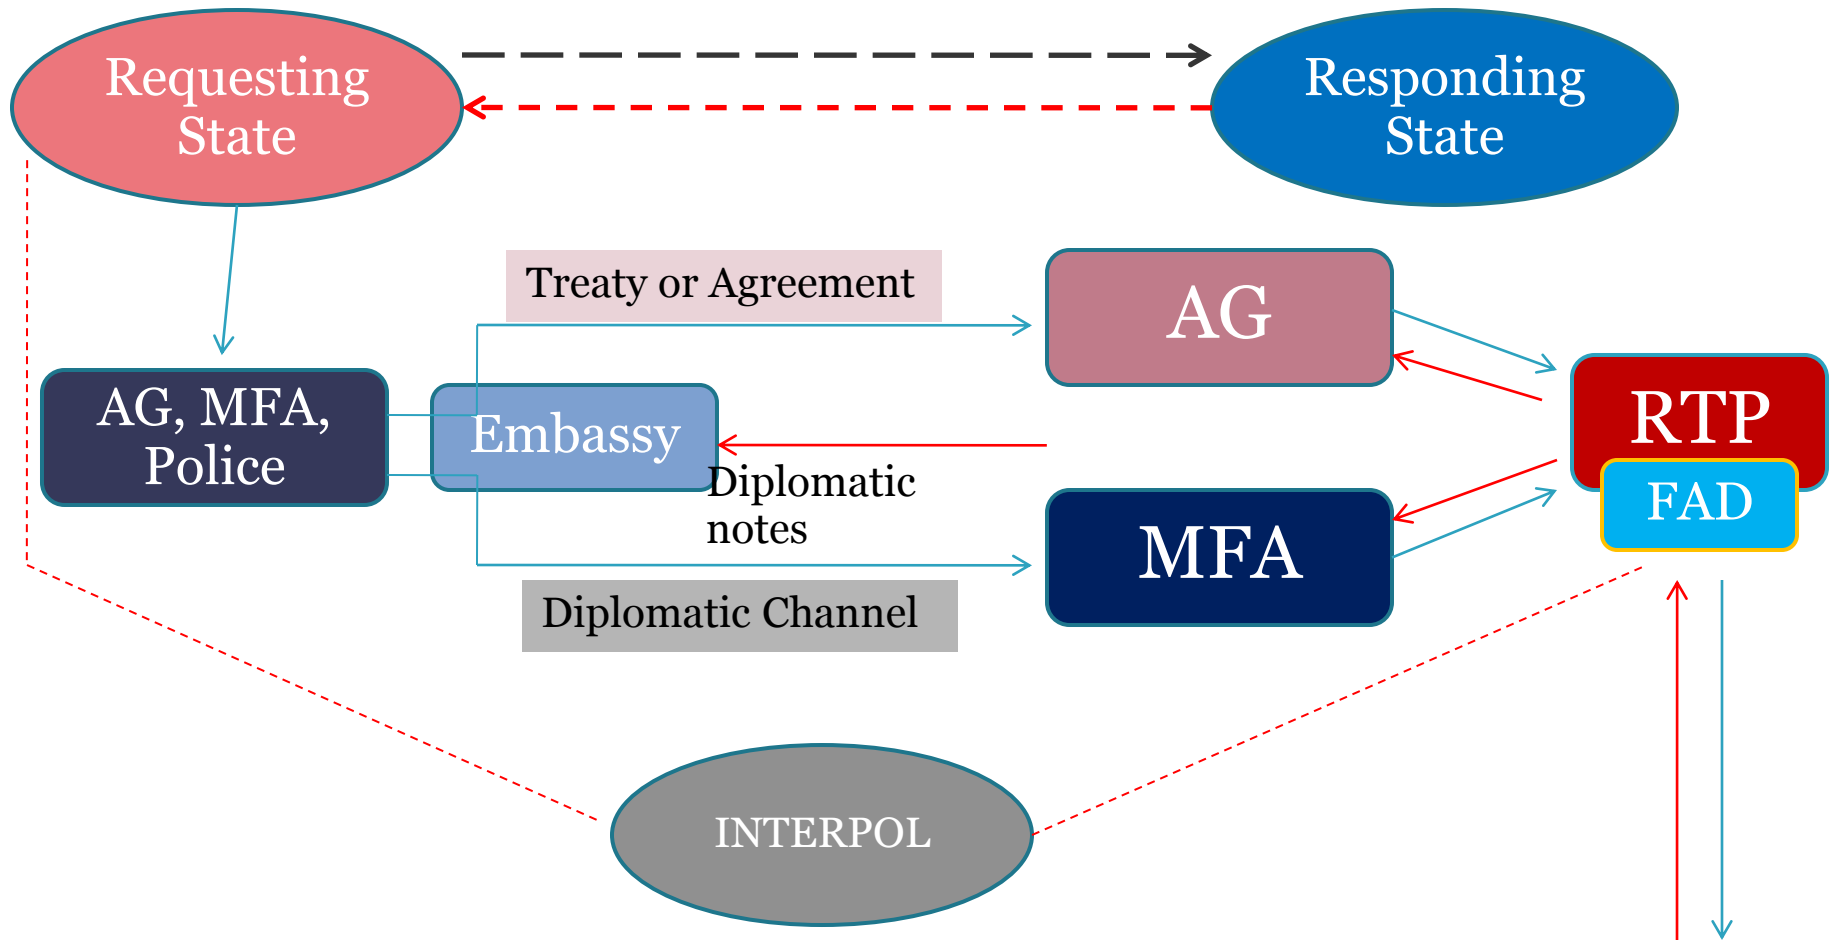 Requesting
State
Responding
State
Treaty or Agreement
AG
AG, MFA,
Police
Embassy
RTP
FAD
Diplomatic
notes
MFA
Diplomatic Channel
INTERPOL